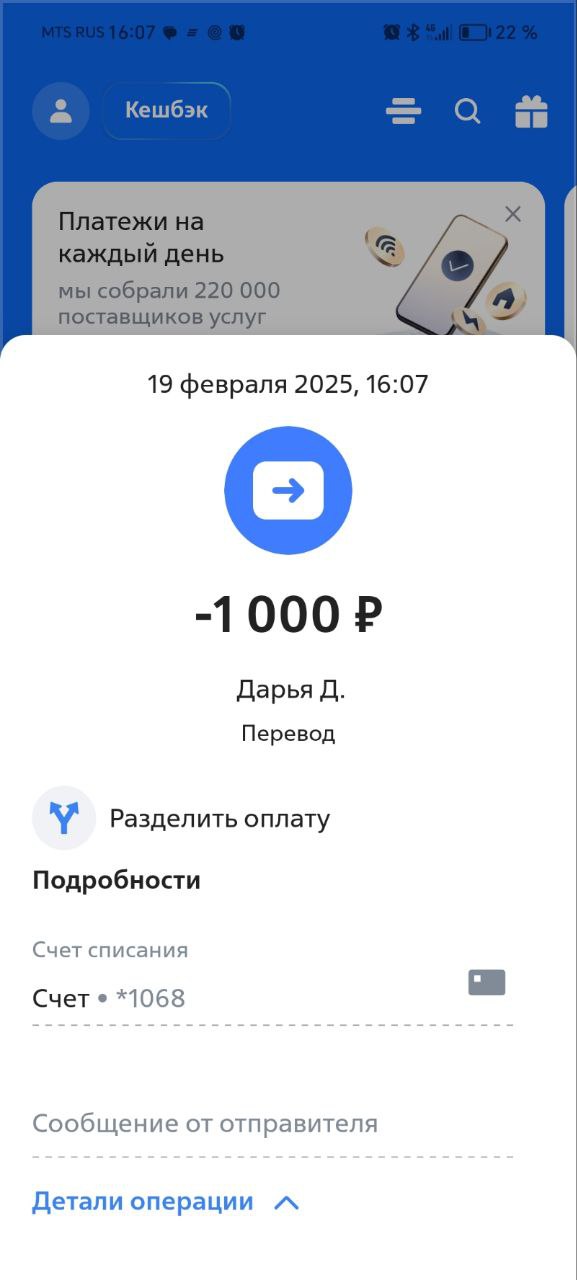 MTS RUS 16:07
4G 22 %
Кешбэк
Платежи на
каждый день
мы собрали 220 000
поставщиков услуг
19 февраля 2025, 16:07
-1 000 ₽
Дарья Д.
Перевод
Разделить оплату
Подробности
Счет списания
Счет • *1068
Сообщение от отправителя
Детали операции